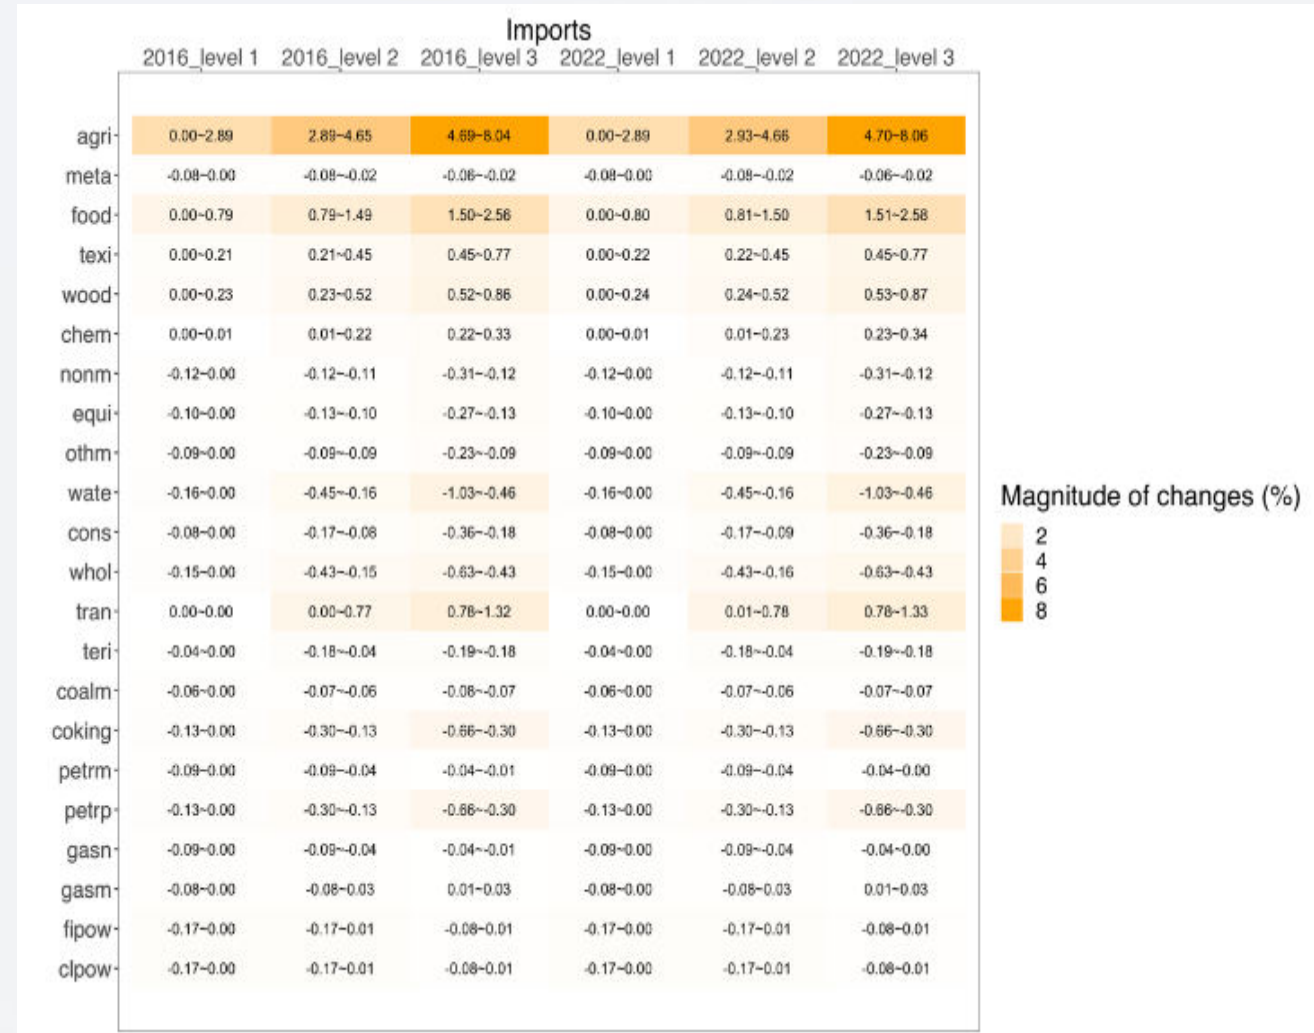 Imports
2016_level 1 2016_level 2 2016_level 3 2022_level 1 2022_level 2 2022_level 3
agri 0.00~2.89 2.89~4.65 4.69~8.04 0.00~2.89 2.93~4.66 4.70~8.06
meta -0.08~0.00 -0.08~-0.02 -0.06~-0.02 -0.08~0.00 -0.08~-0.02 -0.06~-0.02
food 0.00~0.79 0.79~1.49 1.50~2.56 0.00~0.80 0.81~1.50 1.51~2.58
texi 0.00~0.21 0.21~0.45 0.45~0.77 0.00~0.22 0.22~0.45 0.45~0.77
wood 0.00~0.23 0.23~0.52 0.52~0.86 0.00~0.24 0.24~0.52 0.53~0.87
chem 0.00~0.01 0.01~0.22 0.22~0.33 0.00~0.01 0.01~0.23 0.23~0.34
nonm -0.12~0.00 -0.12~-0.11 -0.31~-0.12 -0.12~0.00 -0.12~-0.11 -0.31~-0.12
equi -0.10~0.00 -0.13~-0.10 -0.27~-0.13 -0.10~0.00 -0.13~-0.10 -0.27~-0.13
othm -0.09~0.00 -0.09~-0.09 -0.23~-0.09 -0.09~0.00 -0.09~-0.09 -0.23~-0.09
wate -0.16~0.00 -0.45~-0.16 -1.03~-0.46 -0.16~0.00 -0.45~-0.16 -1.03~-0.46
Magnitude of changes (%)
2
4
6
8
cons -0.08~0.00 -0.17~-0.08 -0.36~-0.18 -0.08~0.00 -0.17~-0.09 -0.36~-0.18
whol -0.15~0.00 -0.43~-0.15 -0.63~-0.43 -0.15~0.00 -0.43~-0.16 -0.63~-0.43
tran 0.00~0.00 0.00~0.77 0.78~1.32 0.00~0.00 0.01~0.78 0.78~1.33
teri -0.04~0.00 -0.18~-0.04 -0.19~-0.18 -0.04~0.00 -0.18~-0.04 -0.19~-0.18
coalm -0.06~0.00 -0.07~-0.06 -0.08~-0.07 -0.06~0.00 -0.07~-0.06 -0.07~-0.07
coking -0.13~0.00 -0.30~-0.13 -0.66~-0.30 -0.13~0.00 -0.30~-0.13 -0.66~-0.30
petrm -0.09~0.00 -0.09~-0.04 -0.04~-0.01 -0.09~0.00 -0.09~-0.04 -0.04~0.00
petrp -0.13~0.00 -0.30~-0.13 -0.66~-0.30 -0.13~0.00 -0.30~-0.13 -0.66~-0.30
gasn -0.09~0.00 -0.09~-0.04 -0.04~-0.01 -0.09~0.00 -0.09~-0.04 -0.04~0.00
gasm -0.08~0.00 -0.08~0.03 0.01~0.03 -0.08~0.00 -0.08~0.03 0.01~0.03
fipow -0.17~0.00 -0.17~0.01 -0.08~0.01 -0.17~0.00 -0.17~0.01 -0.08~0.01
clpow -0.17~0.00 -0.17~0.01 -0.08~0.01 -0.17~0.00 -0.17~0.01 -0.08~0.01